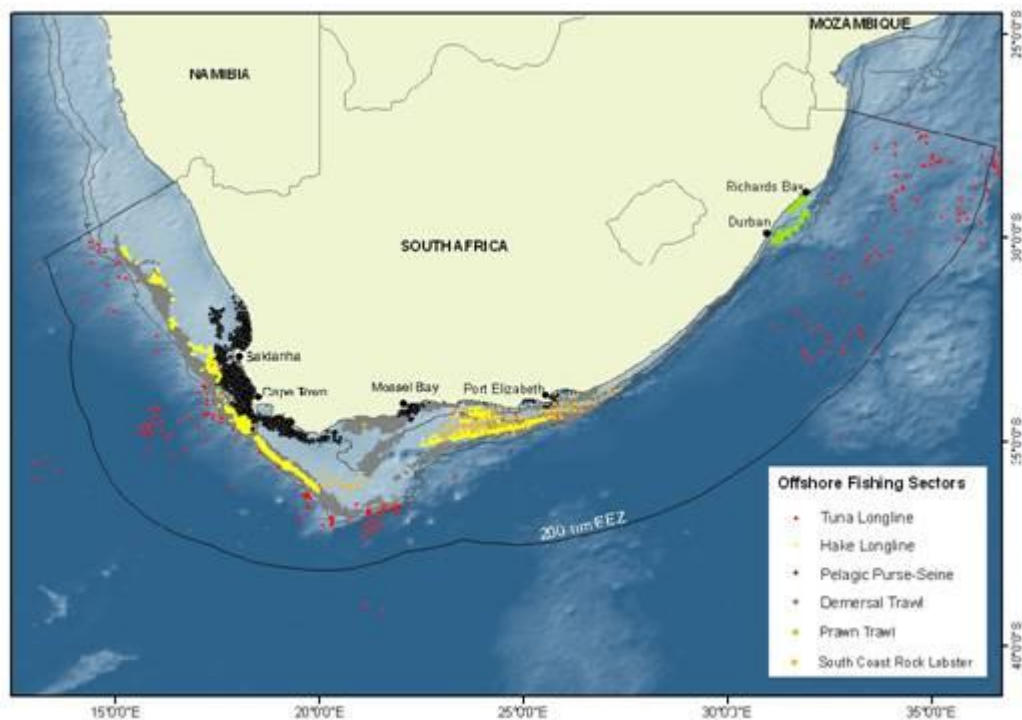 MOZAMBIQUE
25°0'0"S
NAMIBIA
Richards Bay
Durban
30°0'0"S
SOUTH AFRICA
Saldanha
Cape Town
Mossel Bay
Port Elizabeth
35°0'0"S
200 nm EEZ
Offshore Fishing Sectors
Tuna Longline
Hake Longline
Pelagic Purse-Seine
Demersal Trawl
Prawn Trawl
South Coast Rock Lobster
40°0'0"S
15°0'0"E
20°0'0"E
25°0'0"E
30°0'0"E
35°0'0"E